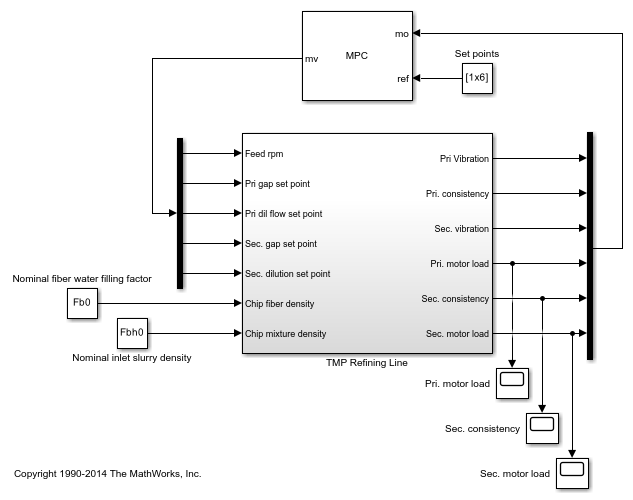 mo
MPC
mv
ref
Set points
[1x6]
Feed rpm
Pri gap set point
Pri dil flow set point
Sec. gap set point
Sec. dilution set point
Chip fiber density
Chip mixture density
Pri Vibration
Pri. consistency
Sec. vibration
Pri. motor load
Sec. consistency
Sec. motor load
Nominal fiber water filling factor
Fb0
Fbh0
Nominal inlet slurry density
TMP Refining Line
Pri. motor load
Sec. consistency
Sec. motor load
Copyright 1990-2014 The MathWorks, Inc.